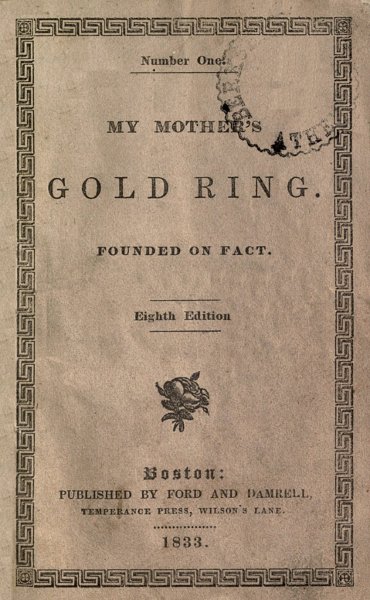 Number One.
MY MOTHER'S
GOLD RING.
FOUNDED ON FACT.
Eighth Edition
Boston:
PUBLISHED BY FORD AND DAMRELL,
TEMPERANCE PRESS, WILSON'S LANE.
1833.